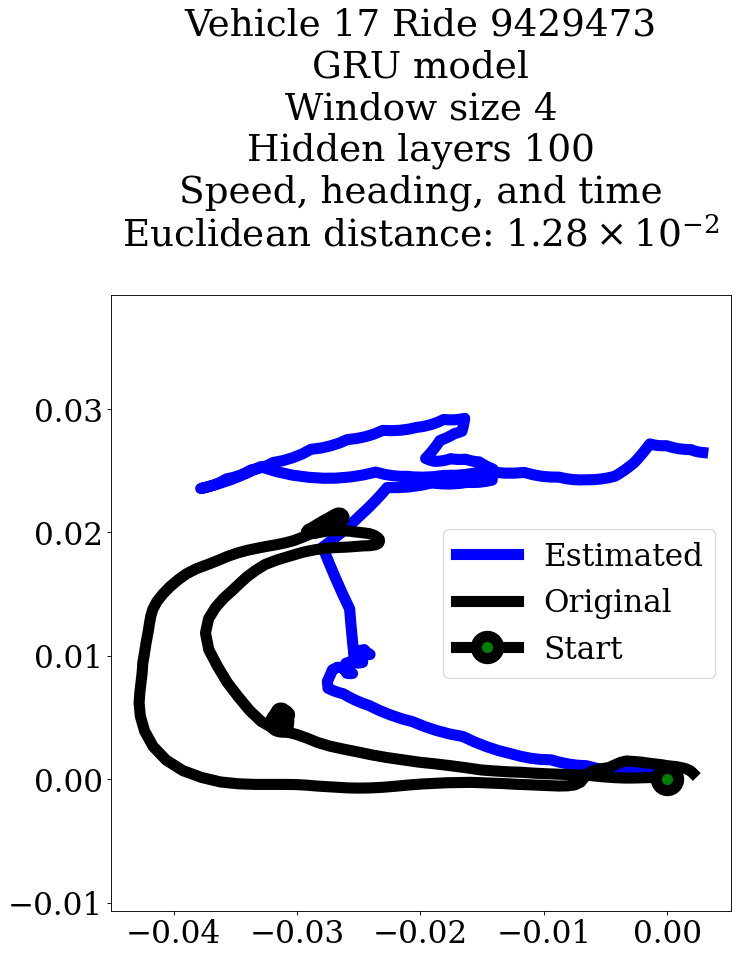 Vehicle 17 Ride 9429473
GRU model
Window size 4
Hidden layers 100
Speed, heading, and time
Euclidean distance: 1.28 × 10⁻²
0.03
0.02
0.01
0.00
−0.01
Estimated
Original
Start
−0.04 −0.03 −0.02 −0.01 0.00